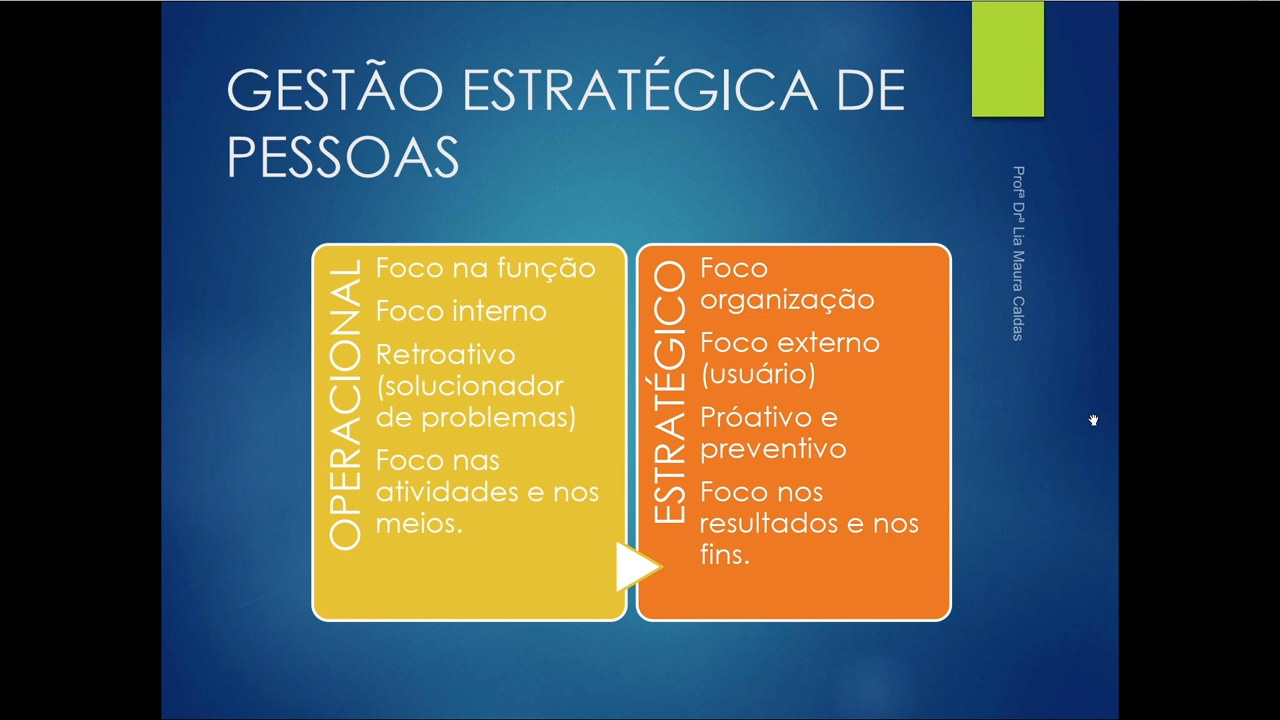 GESTÃO ESTRATÉGICA DE
PESSOAS
Profª Drª Lia Maura Caldas
OPERACIONAL
Foco na função
Foco interno
Retroativo
(solucionador
de problemas)
Foco nas
atividades e nos
meios.
ESTRATÉGICO
Foco
organização
Foco externo
(usuário)
Próativo e
preventivo
Foco nos
resultados e nos
fins.